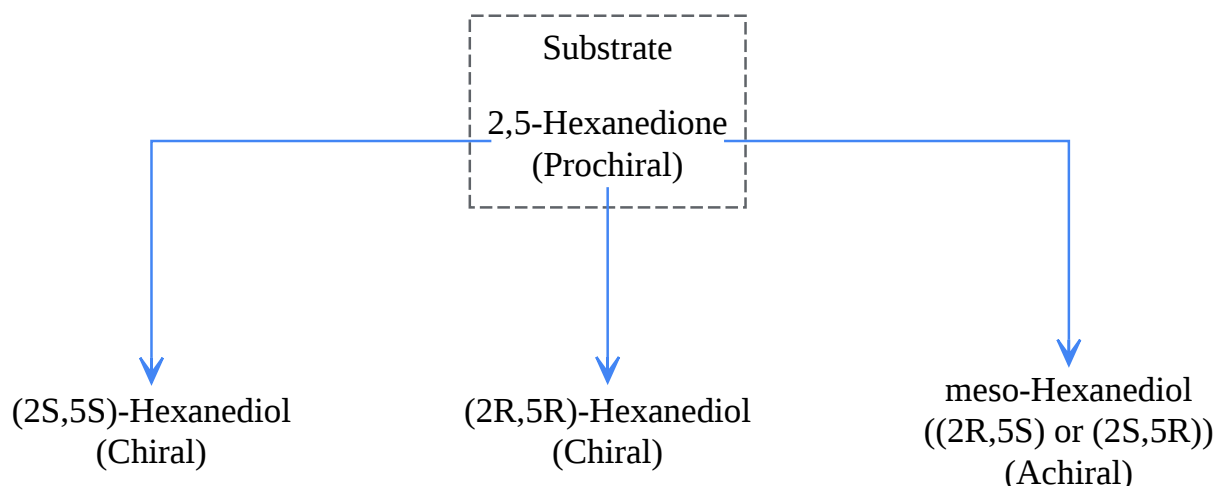 Substrate
2,5-Hexanedione
(Prochiral)
(2S,5S)-Hexanediol
(Chiral)
(2R,5R)-Hexanediol
(Chiral)
meso-Hexanediol
((2R,5S) or (2S,5R))
(Achiral)